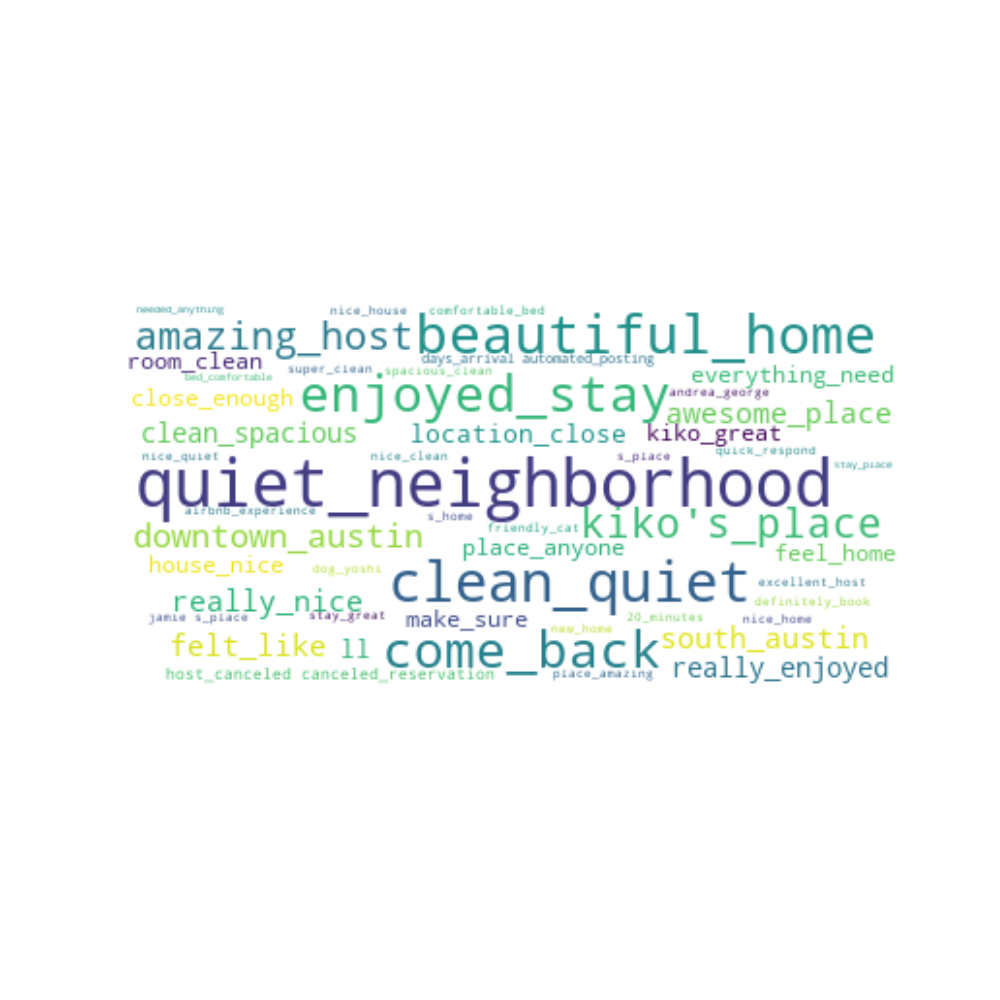 needed_anything nice_house comfortable_bed
amazing_host beautiful_home
room_clean days_arrival automated_posting
super_clean spacious_clean
bed_comfortable enjoyed_stay everything_need
close_enough andrea_george
awesome_place
clean_spacious location_close kiko_great
nice_quiet nice_clean s_place quick_respond
stay_place
quiet_neighborhood
airbnb_experience s_home
friendly_cat kiko's_place
downtown_austin place_anyone feel_home
house_nice dog_yoshi clean_quiet excellent_host
really_nice definitely_book
jamie s_place stay_great make_sure 20_minutes nice_home
new_home
felt_like ll come_back south_austin
host_canceled canceled_reservation place_amazing really_enjoyed